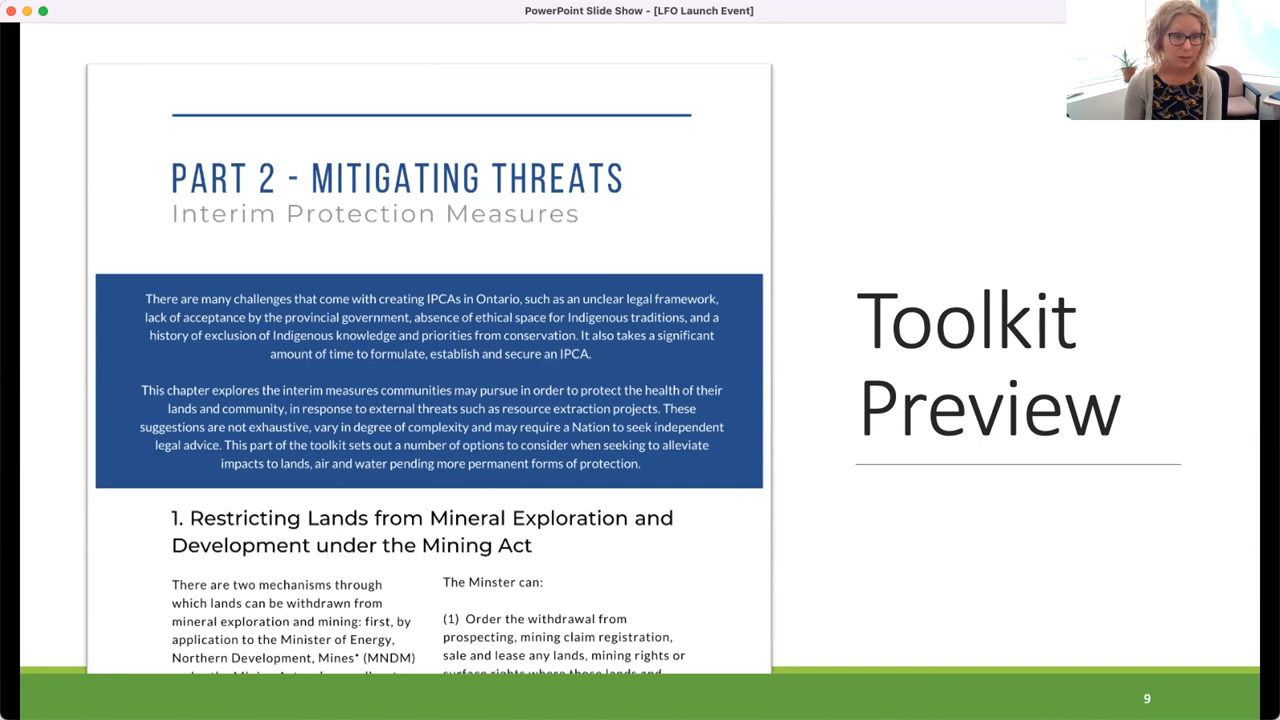 PowerPoint Slide Show - [LFO Launch Event]
PART 2 - MITIGATING THREATS
Interim Protection Measures
There are many challenges that come with creating IPCAs in Ontario, such as an unclear legal framework,
lack of acceptance by the provincial government, absence of ethical space for Indigenous traditions, and a
history of exclusion of Indigenous knowledge and priorities from conservation. It also takes a significant
amount of time to formulate, establish and secure an IPCA.
This chapter explores the interim measures communities may pursue in order to protect the health of their
lands and community, in response to external threats such as resource extraction projects. These
suggestions are not exhaustive, vary in degree of complexity and may require a Nation to seek independent
legal advice. This part of the toolkit sets out a number of options to consider when seeking to alleviate
impacts to lands, air and water pending more permanent forms of protection.
1. Restricting Lands from Mineral Exploration and
Development under the Mining Act
There are two mechanisms through
which lands can be withdrawn from
mineral exploration and mining: first, by
application to the Minister of Energy,
Northern Development, Mines* (MNDM)
The Minster can:
(1) Order the withdrawal from
prospecting, mining claim registration,
sale and lease any lands, mining rights or
surface rights where those lands and
Toolkit
Preview
9